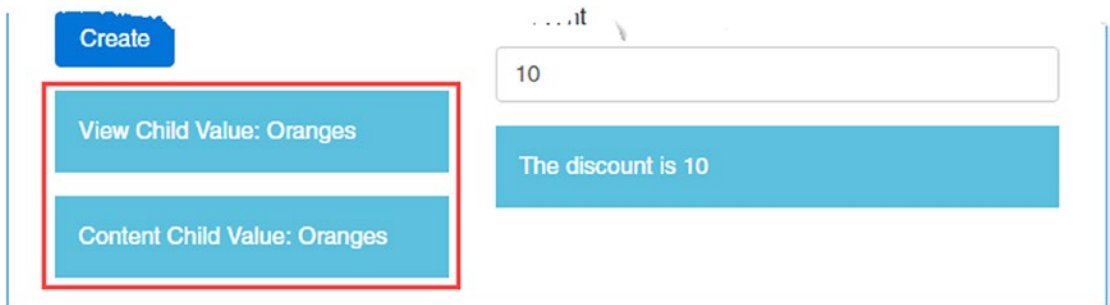 Create
View Child Value: Oranges
Content Child Value: Oranges
10
The discount is 10